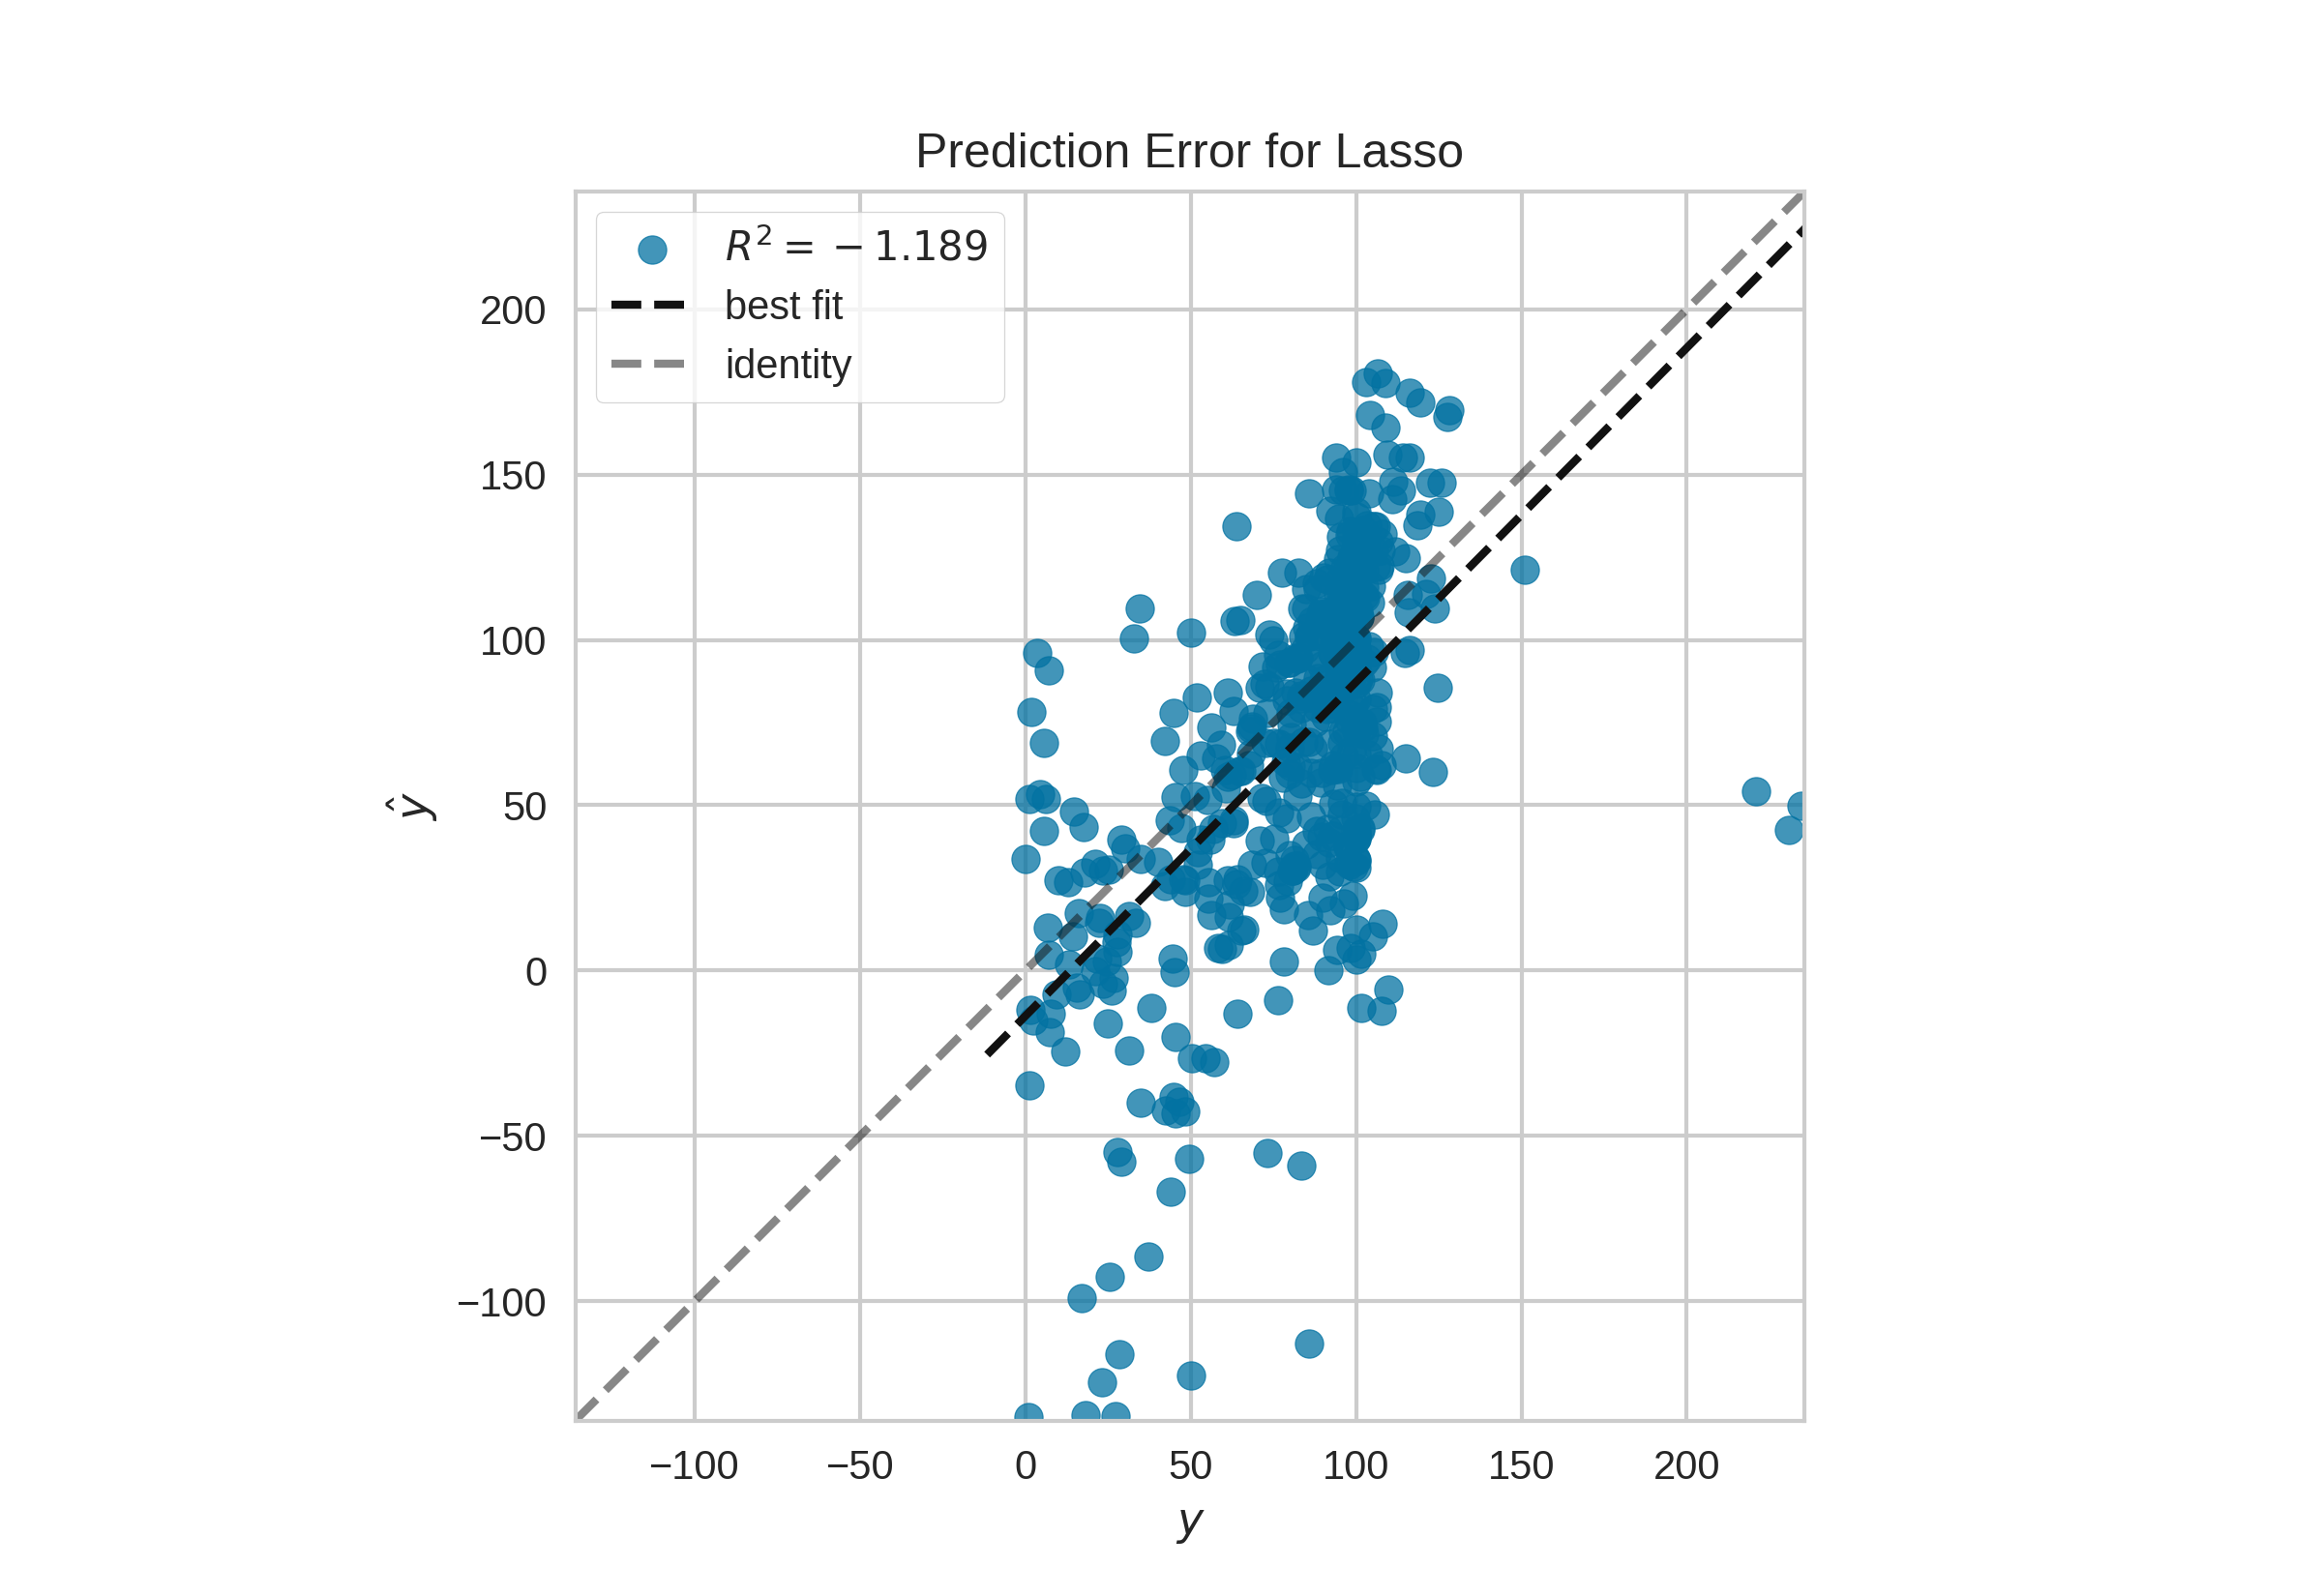 Prediction Error for Lasso
R² = −1.189
best fit
identity
200
150
100
50
0
−50
−100
ŷ
−100 −50 0 50 100 150 200
y